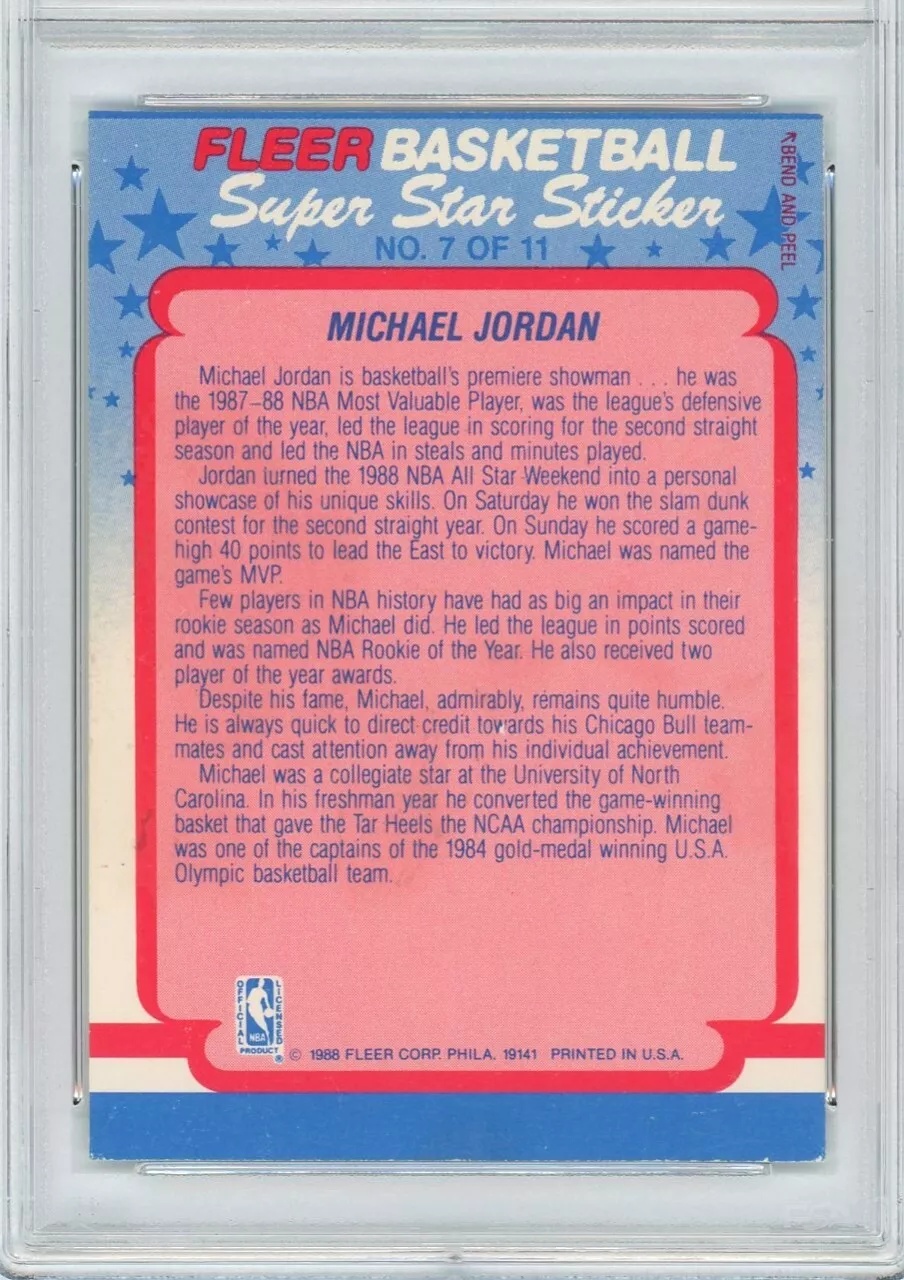 FLEER BASKETBALL
Super Star Sticker
NO. 7 OF 11
BEND AND PEEL
MICHAEL JORDAN
Michael Jordan is basketball's premiere showman . . . he was
the 1987–88 NBA Most Valuable Player, was the league's defensive
player of the year, led the league in scoring for the second straight
season and led the NBA in steals and minutes played.
Jordan turned the 1988 NBA All Star Weekend into a personal
showcase of his unique skills. On Saturday he won the slam dunk
contest for the second straight year. On Sunday he scored a game-
high 40 points to lead the East to victory. Michael was named the
game's MVP.
Few players in NBA history have had as big an impact in their
rookie season as Michael did. He led the league in points scored
and was named NBA Rookie of the Year. He also received two
player of the year awards.
Despite his fame, Michael, admirably, remains quite humble.
He is always quick to direct credit towards his Chicago Bull team-
mates and cast attention away from his individual achievement.
Michael was a collegiate star at the University of North
Carolina. In his freshman year he converted the game-winning
basket that gave the Tar Heels the NCAA championship. Michael
was one of the captains of the 1984 gold-medal winning U.S.A.
Olympic basketball team.
OFFICIAL LICENSED
NBA
PRODUCT ®
© 1988 FLEER CORP. PHILA. 19141 PRINTED IN U.S.A.